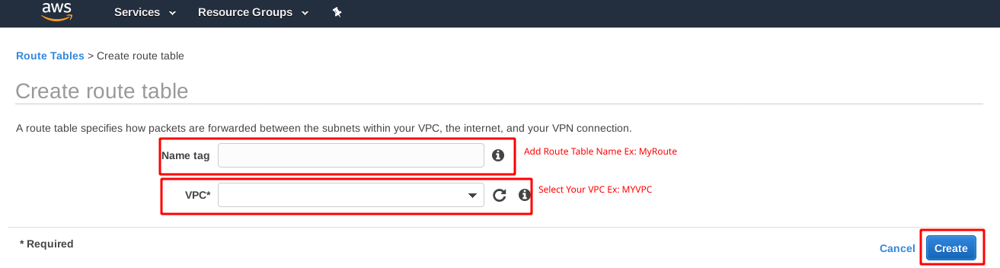 aws Services Resource Groups
Route Tables > Create route table
Create route table
A route table specifies how packets are forwarded between the subnets within your VPC, the internet, and your VPN connection.
Name tag Add Route Table Name Ex: MyRoute
VPC* Select Your VPC Ex: MYVPC
* Required
Cancel Create